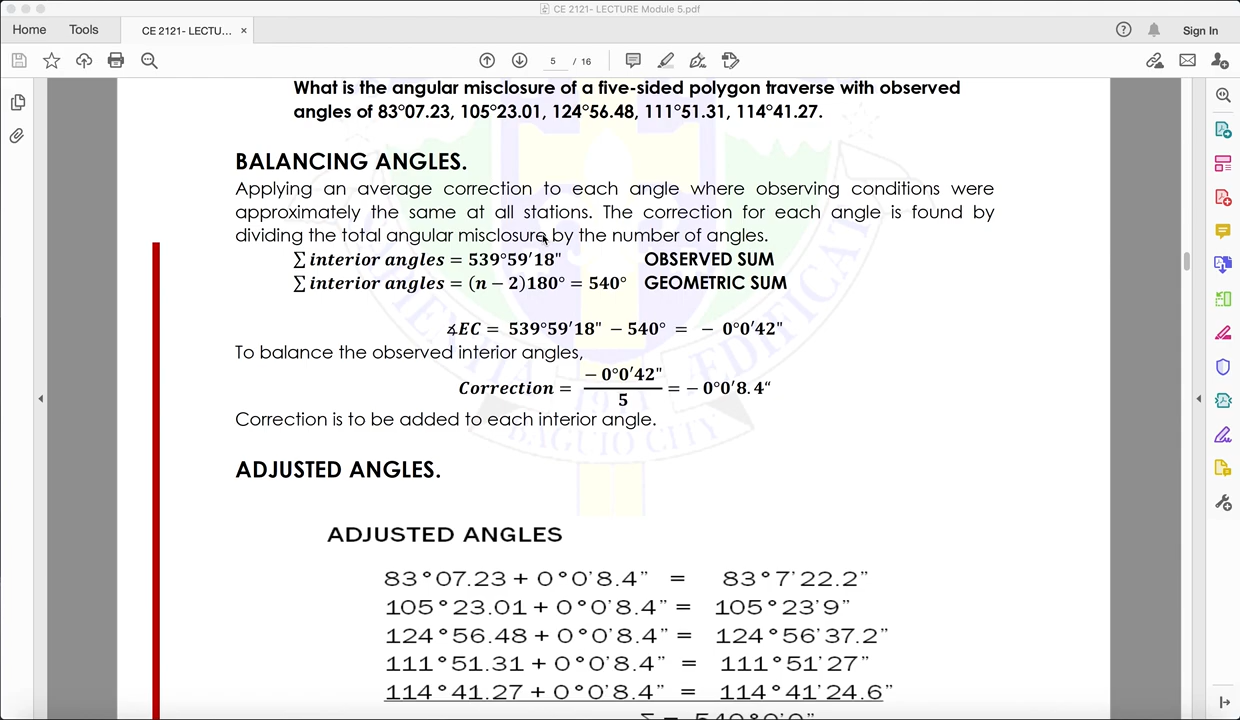 CE 2121- LECTURE Module 5.pdf
Home Tools CE 2121- LECTU... × Sign In
5 / 16
What is the angular misclosure of a five-sided polygon traverse with observed
angles of 83°07.23, 105°23.01, 124°56.48, 111°51.31, 114°41.27.
BALANCING ANGLES.
Applying an average correction to each angle where observing conditions were
approximately the same at all stations. The correction for each angle is found by
dividing the total angular misclosure by the number of angles.
∑ interior angles = 539°59′18" OBSERVED SUM
∑ interior angles = (n − 2)180° = 540° GEOMETRIC SUM
∡EC = 539°59′18" − 540° = − 0°0′42"
To balance the observed interior angles,
Correction = − 0°0′42" / 5 = − 0°0′8.4“
Correction is to be added to each interior angle.
ADJUSTED ANGLES.
ADJUSTED ANGLES
83°07.23 + 0°0'8.4” = 83°7'22.2”
105°23.01 + 0°0'8.4” = 105°23'9”
124°56.48 + 0°0'8.4” = 124°56'37.2”
111°51.31 + 0°0'8.4” = 111°51'27”
114°41.27 + 0°0'8.4” = 114°41'24.6”
Σ = 540°0'0”
BAGUIO CITY